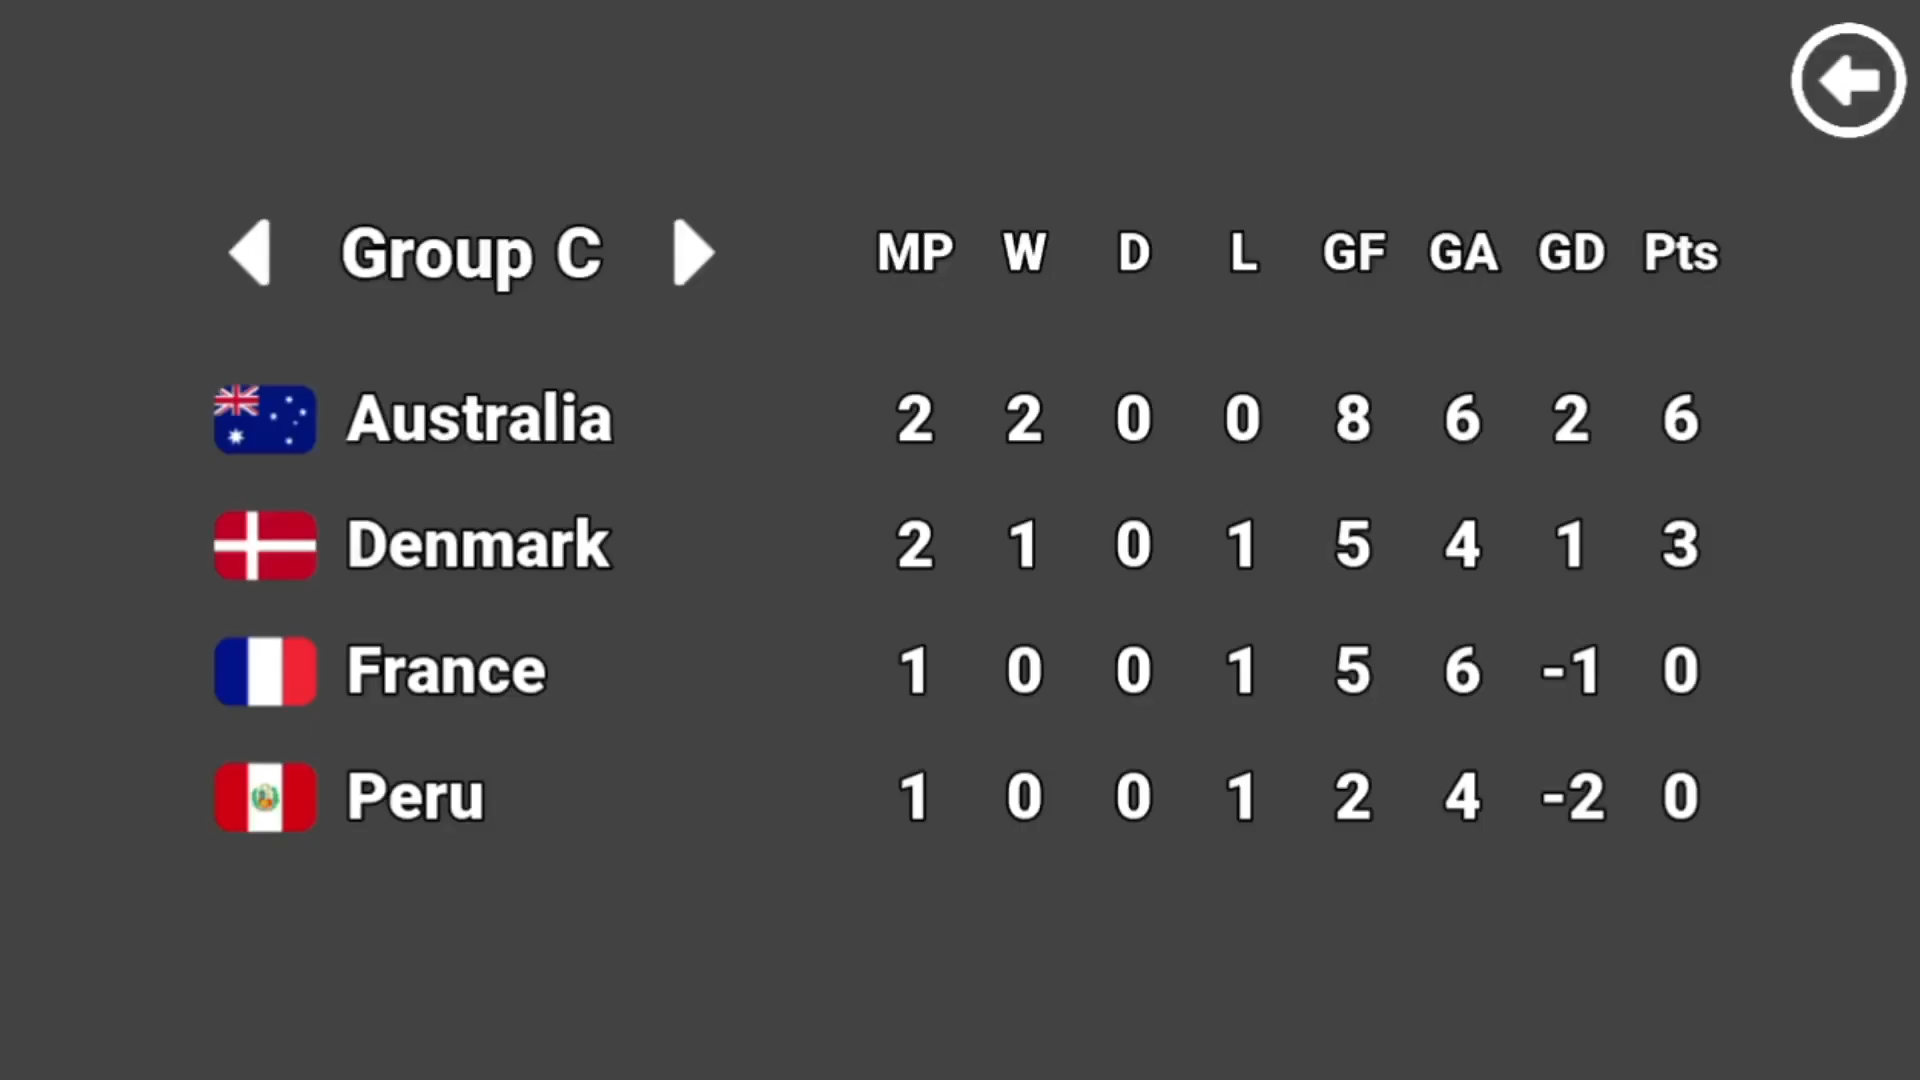 Group C MP W D L GF GA GD Pts
Australia 2 2 0 0 8 6 2 6
Denmark 2 1 0 1 5 4 1 3
France 1 0 0 1 5 6 -1 0
Peru 1 0 0 1 2 4 -2 0